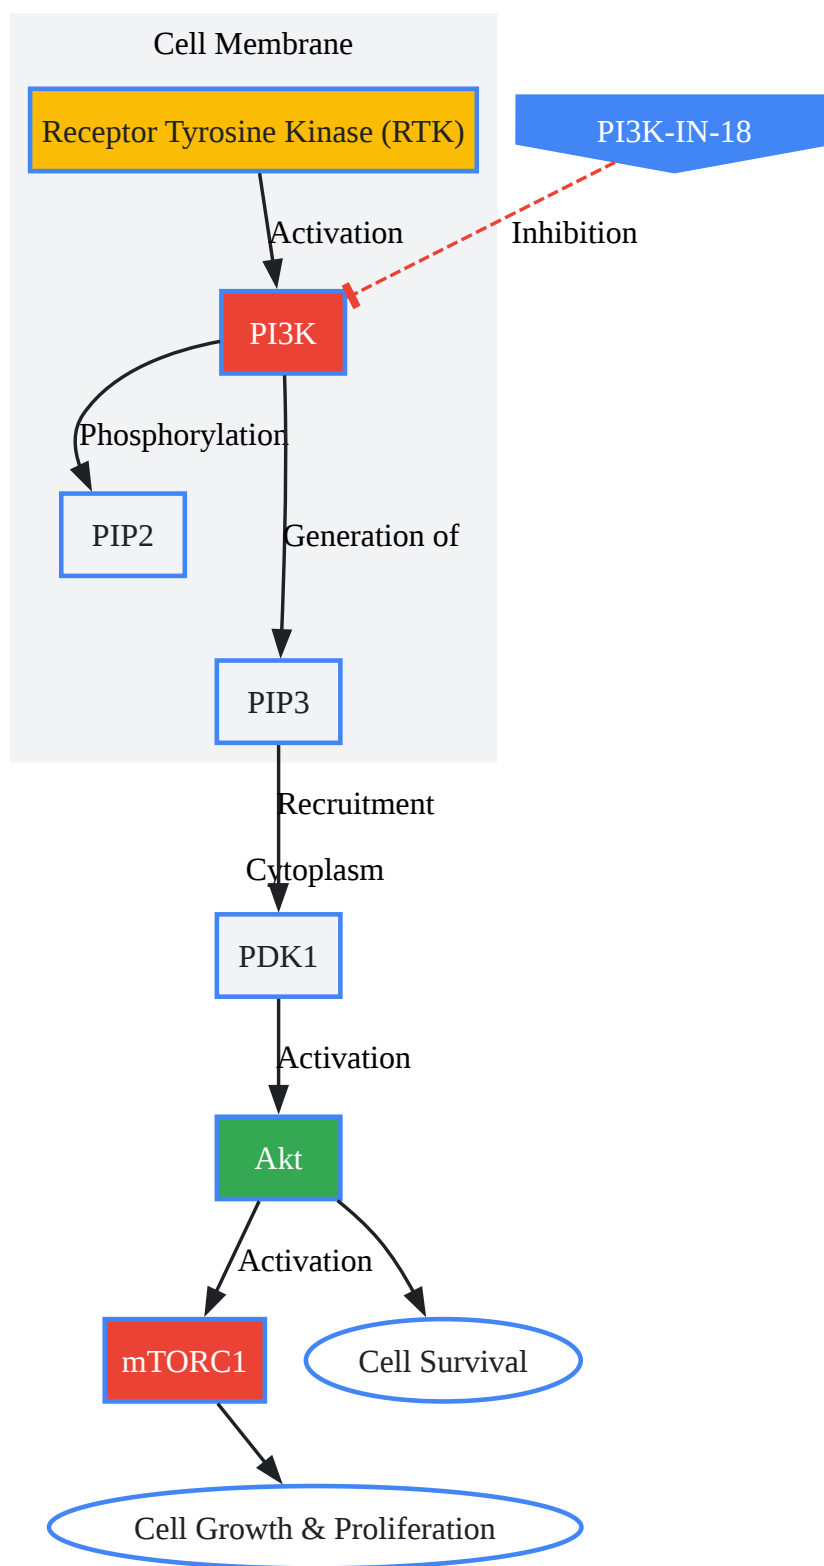 Cell Membrane
Receptor Tyrosine Kinase (RTK)
PI3K-IN-18
Activation
Inhibition
PI3K
Phosphorylation
PIP2
Generation of
PIP3
Recruitment
Cytoplasm
PDK1
Activation
Akt
Activation
mTORC1
Cell Survival
Cell Growth & Proliferation